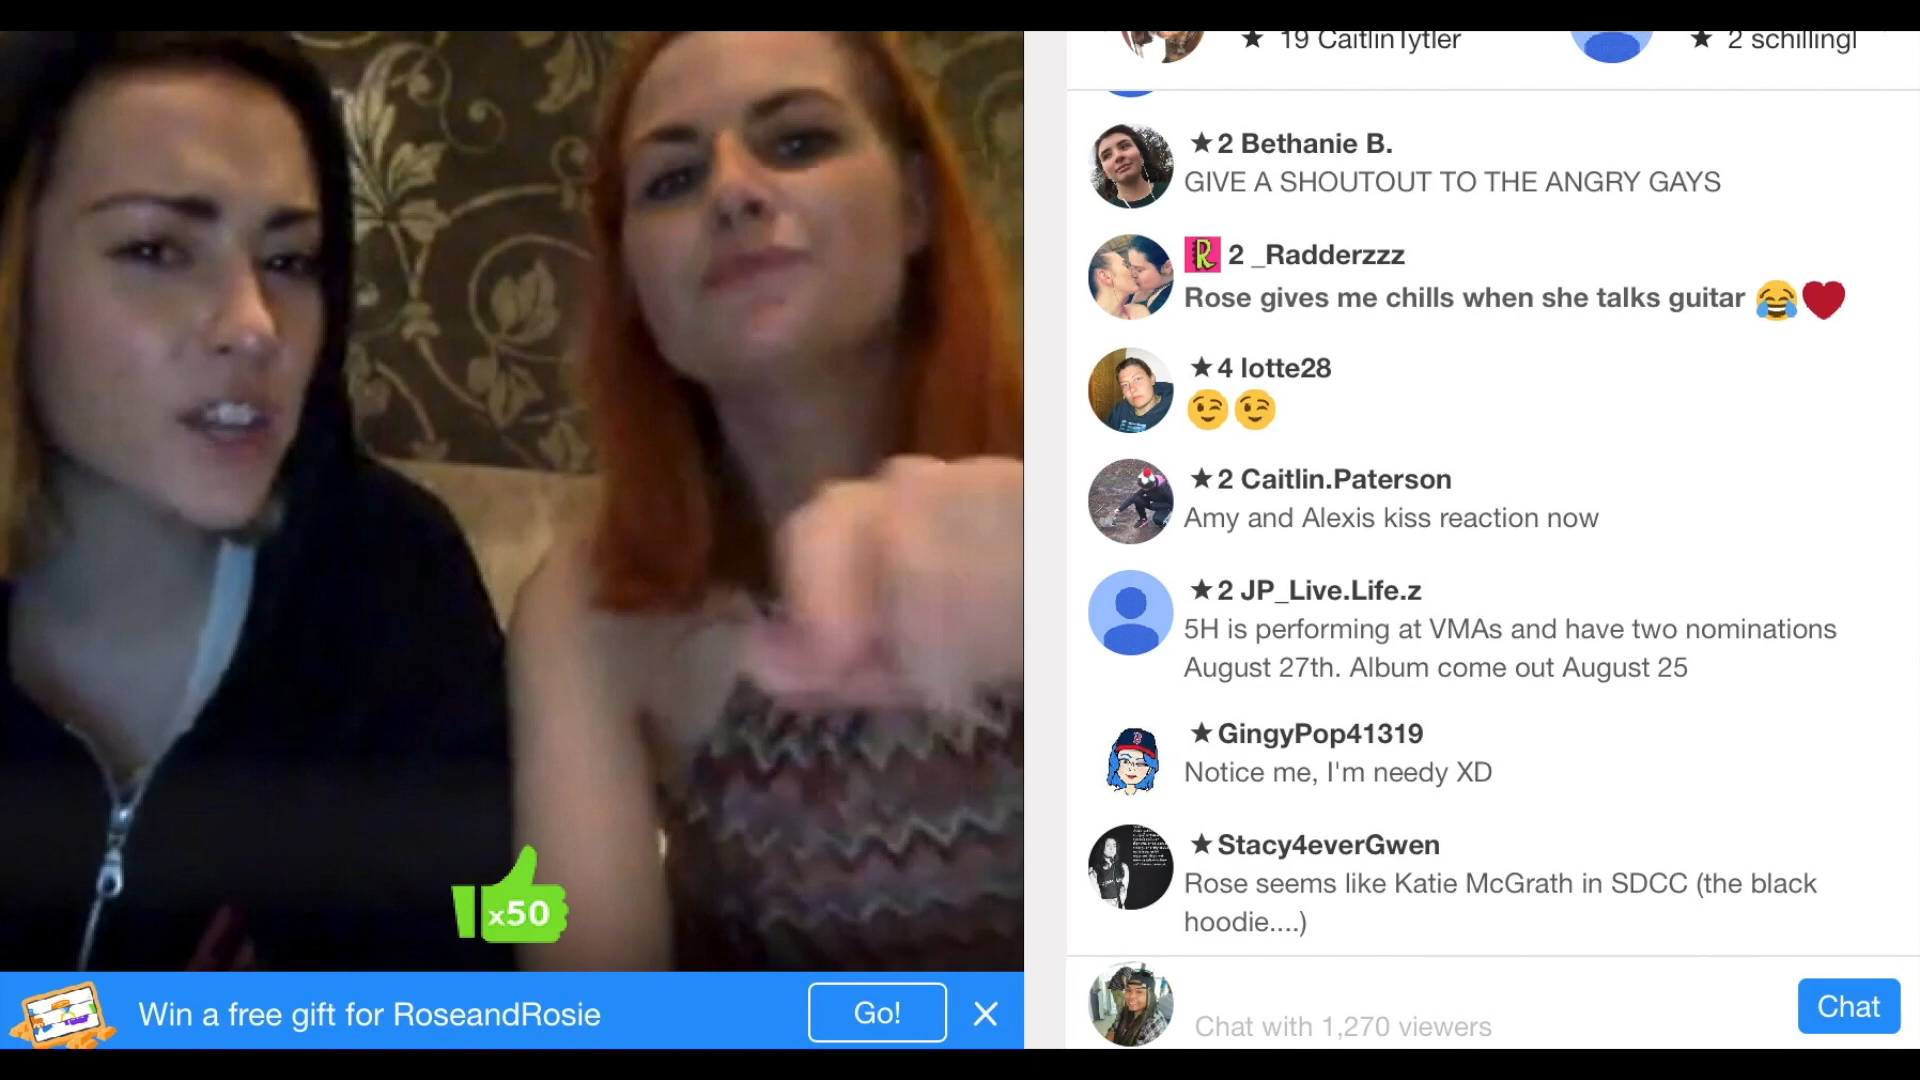 ★ 19 CaitlinTytler
★ 2 schillingl
★2 Bethanie B.
GIVE A SHOUTOUT TO THE ANGRY GAYS
R 2 _Radderzzz
Rose gives me chills when she talks guitar 😂❤️
★4 lotte28
😉😉
★2 Caitlin.Paterson
Amy and Alexis kiss reaction now
★2 JP_Live.Life.z
5H is performing at VMAs and have two nominations
August 27th. Album come out August 25
★GingyPop41319
Notice me, I'm needy XD
★Stacy4everGwen
Rose seems like Katie McGrath in SDCC (the black
hoodie....)
x50
Win a free gift for RoseandRosie
Go!
Chat with 1,270 viewers
Chat